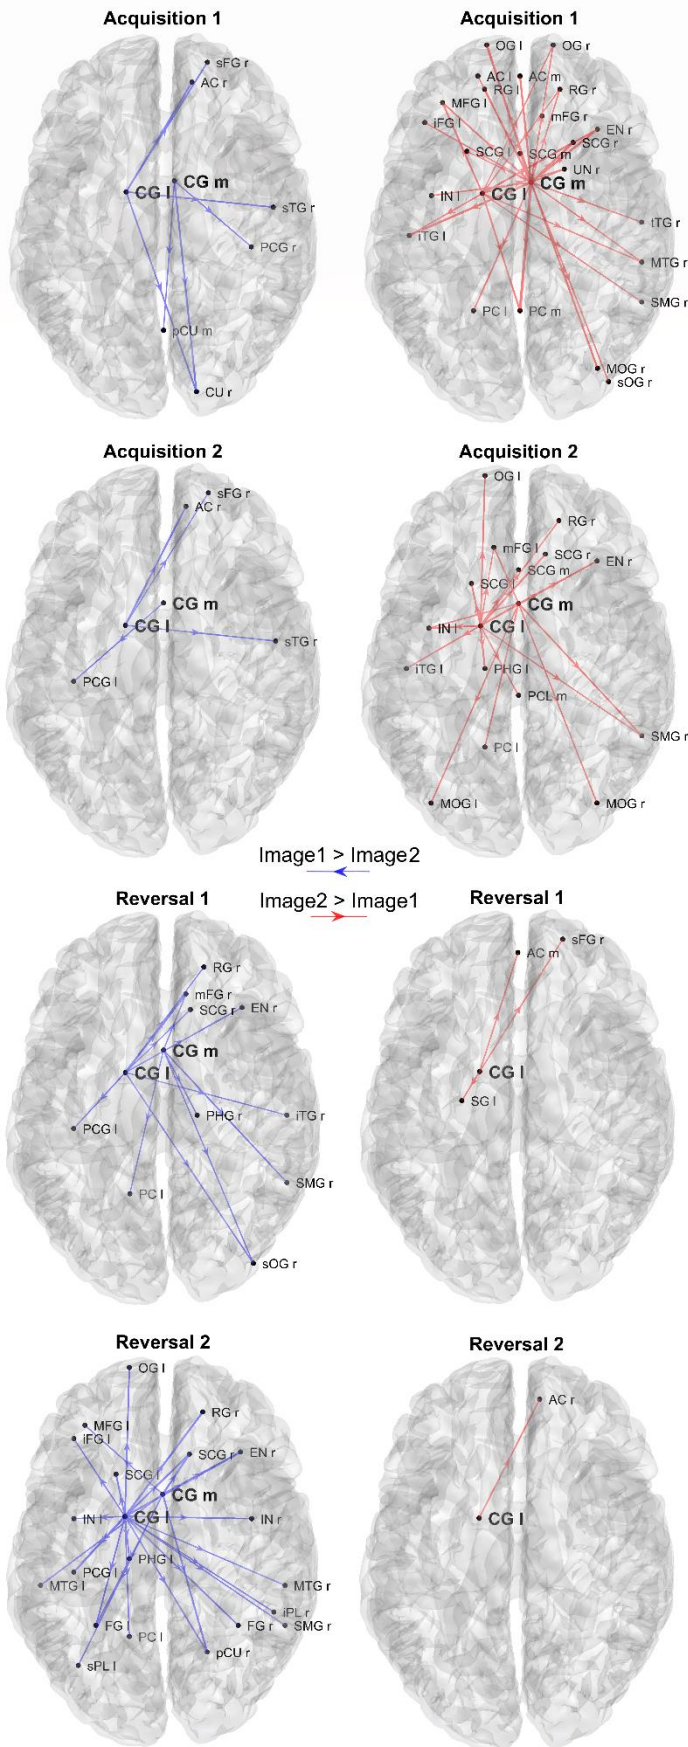 Acquisition 1
sFG r
AC r
CG m
CG l
sTG r
PCG r
pCU m
CU r
Acquisition 1
OG l
OG r
AC l
AC m
RG l
RG r
MFG l
mFG r
iFG l
EN r
SCG r
SCG l
SCG m
UN r
CG m
IN l
CG l
tTG r
iTG l
MTG r
SMG r
PC l
PC m
MOG r
sOG r
Acquisition 2
sFG r
AC r
CG m
CG l
sTG r
PCG l
Acquisition 2
OG l
RG r
mFG l
SCG r
EN r
SCG m
SCG l
CG m
IN l
CG l
iTG l
PHG l
PCL m
SMG r
PC l
MOG l
MOG r
Image1 > Image2
Image2 > Image1
Reversal 1
RG r
mFG r
SCG r
EN r
CG m
CG l
PHG r
iTG r
PCG l
SMG r
PC l
sOG r
Reversal 1
sFG r
AC m
CG l
SG l
Reversal 2
OG l
RG r
MFG l
iFG l
SCG r
EN r
SCG l
CG m
IN l
CG l
IN r
PHG l
PCG l
MTG l
MTG r
iPL r
FG l
FG r
SMG r
PC l
pCU r
sPL l
Reversal 2
AC r
CG l